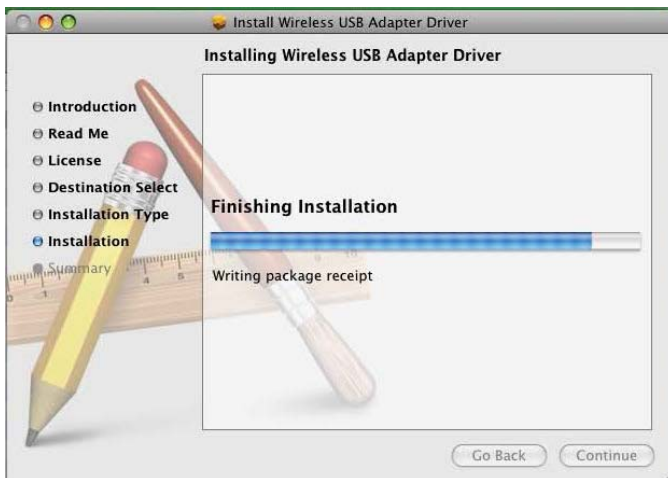 Install Wireless USB Adapter Driver
Installing Wireless USB Adapter Driver
Introduction
Read Me
License
Destination Select
Installation Type
Installation
Summary
Finishing Installation
Writing package receipt
Go Back
Continue